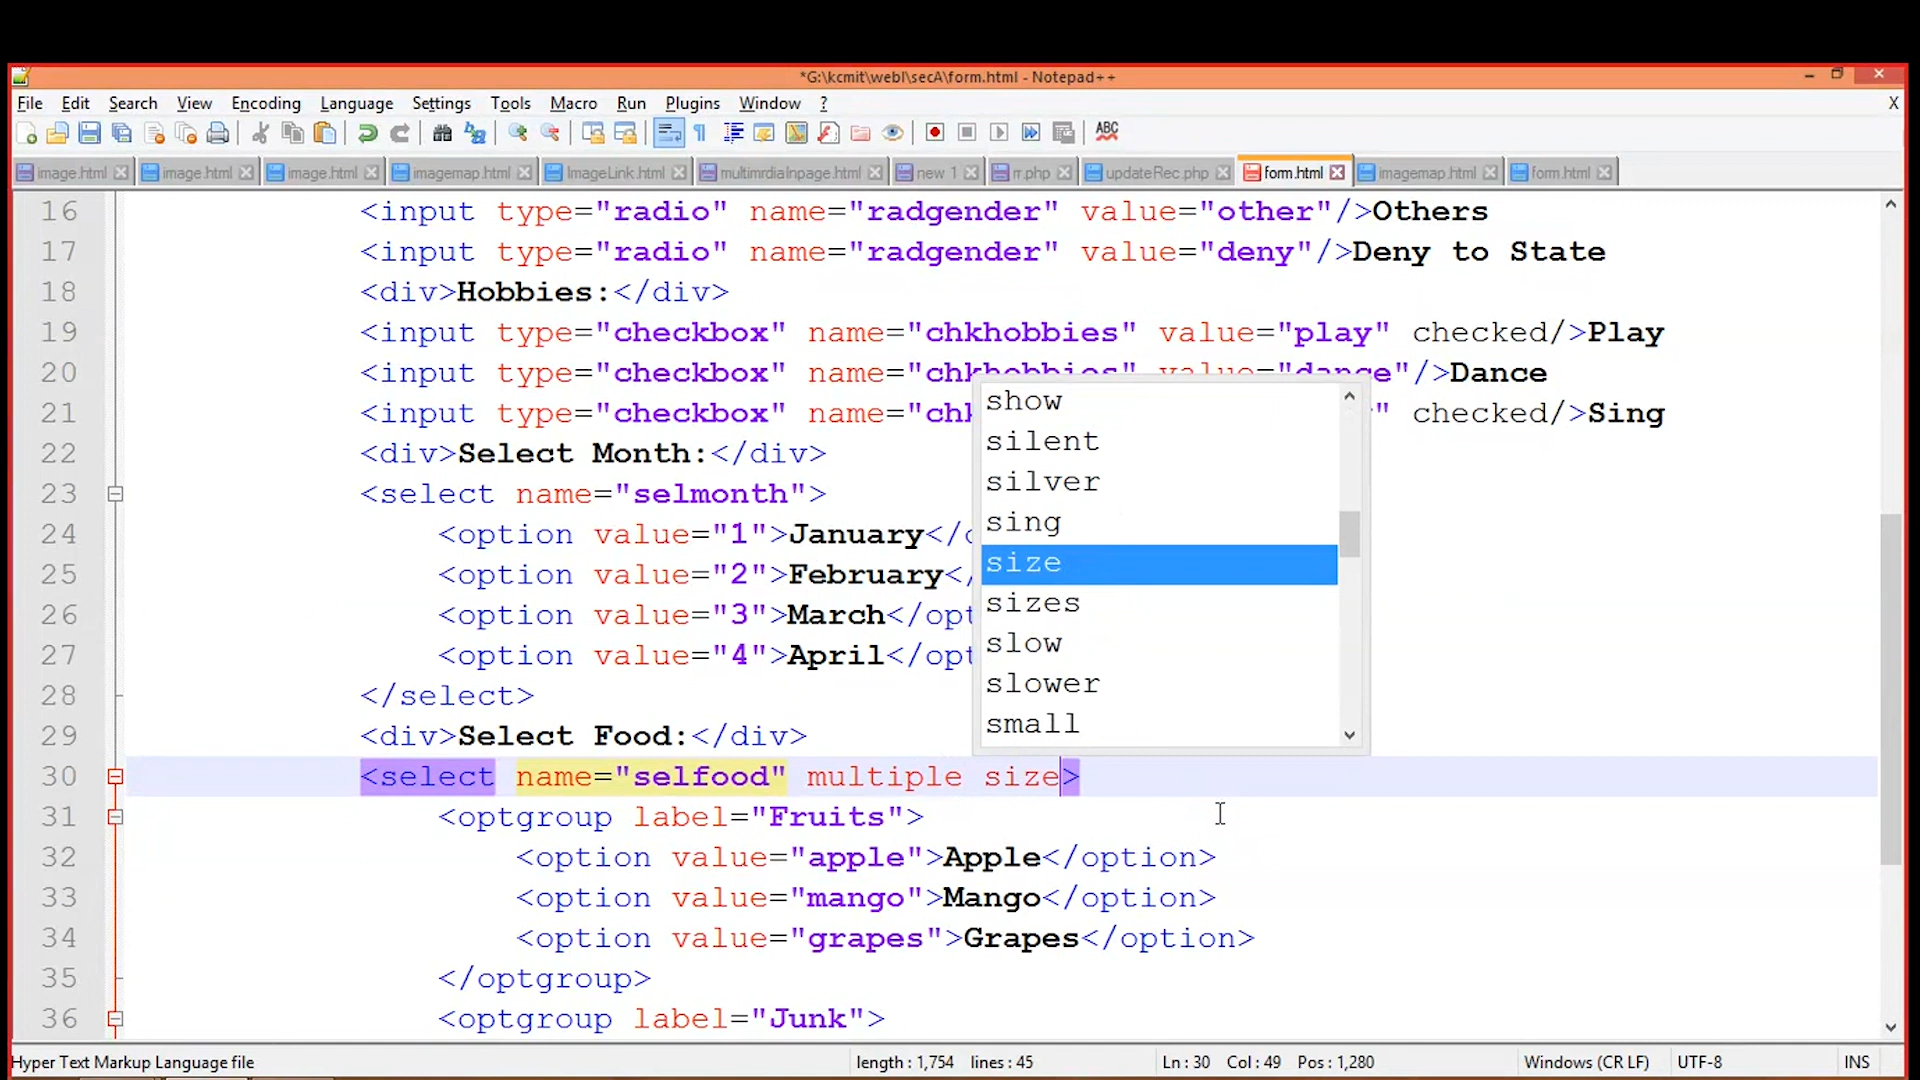 *G:\kcmit\webI\secA\form.html - Notepad++
File Edit Search View Encoding Language Settings Tools Macro Run Plugins Window ? X
ABC
image.html image.html image.html imagemap.html ImageLink.html multimrdiaInpage.html new 1 rr.php updateRec.php form.html imagemap.html form.html
16 <input type="radio" name="radgender" value="other"/>Others
17 <input type="radio" name="radgender" value="deny"/>Deny to State
18 <div>Hobbies:</div>
19 <input type="checkbox" name="chkhobbies" value="play" checked/>Play
20 <input type="checkbox" name="chkhobbies" value="dance"/>Dance
21 <input type="checkbox" name="ch " checked/>Sing
22 <div>Select Month:</div>
23 <select name="selmonth">
24 <option value="1">January</
25 <option value="2">February</
26 <option value="3">March</opt
27 <option value="4">April</opt
28 </select>
29 <div>Select Food:</div>
30 <select name="selfood" multiple size>
31 <optgroup label="Fruits">
32 <option value="apple">Apple</option>
33 <option value="mango">Mango</option>
34 <option value="grapes">Grapes</option>
35 </optgroup>
36 <optgroup label="Junk">
show
silent
silver
sing
size
sizes
slow
slower
small
Hyper Text Markup Language file length : 1,754 lines : 45 Ln : 30 Col : 49 Pos : 1,280 Windows (CR LF) UTF-8 INS